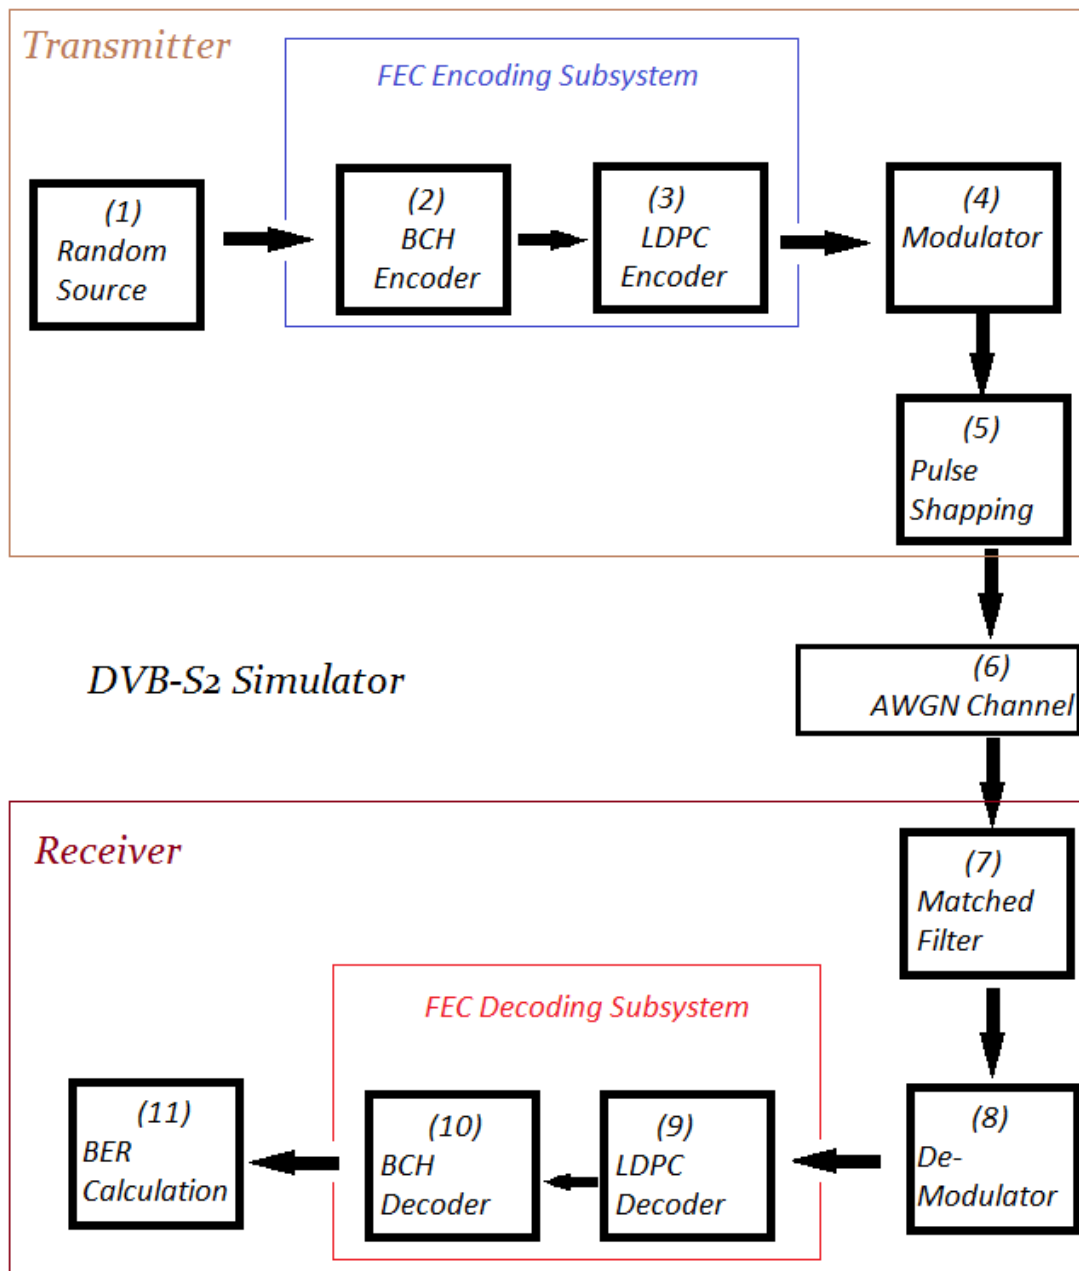 Transmitter
FEC Encoding Subsystem
(1)
Random
Source
(2)
BCH
Encoder
(3)
LDPC
Encoder
(4)
Modulator
(5)
Pulse
Shapping
DVB-S2 Simulator
(6)
AWGN Channel
Receiver
(7)
Matched
Filter
FEC Decoding Subsystem
(8)
De-
Modulator
(9)
LDPC
Decoder
(10)
BCH
Decoder
(11)
BER
Calculation